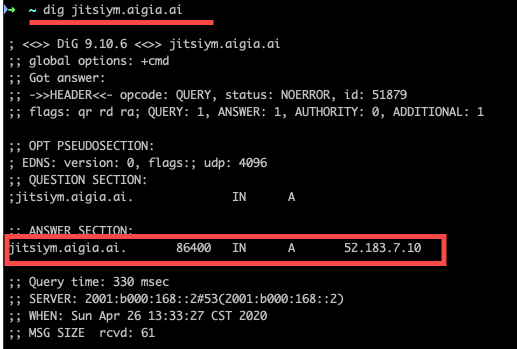 ~ dig jitsiym.aigia.ai
; <<>> DiG 9.10.6 <<>> jitsiym.aigia.ai
;; global options: +cmd
;; Got answer:
;; ->>HEADER<<- opcode: QUERY, status: NOERROR, id: 51879
;; flags: qr rd ra; QUERY: 1, ANSWER: 1, AUTHORITY: 0, ADDITIONAL: 1
;; OPT PSEUDOSECTION:
; EDNS: version: 0, flags:; udp: 4096
;; QUESTION SECTION:
;jitsiym.aigia.ai. IN A
;; ANSWER SECTION:
jitsiym.aigia.ai. 86400 IN A 52.183.7.10
;; Query time: 330 msec
;; SERVER: 2001:b000:168::2#53(2001:b000:168::2)
;; WHEN: Sun Apr 26 13:33:27 CST 2020
;; MSG SIZE rcvd: 61